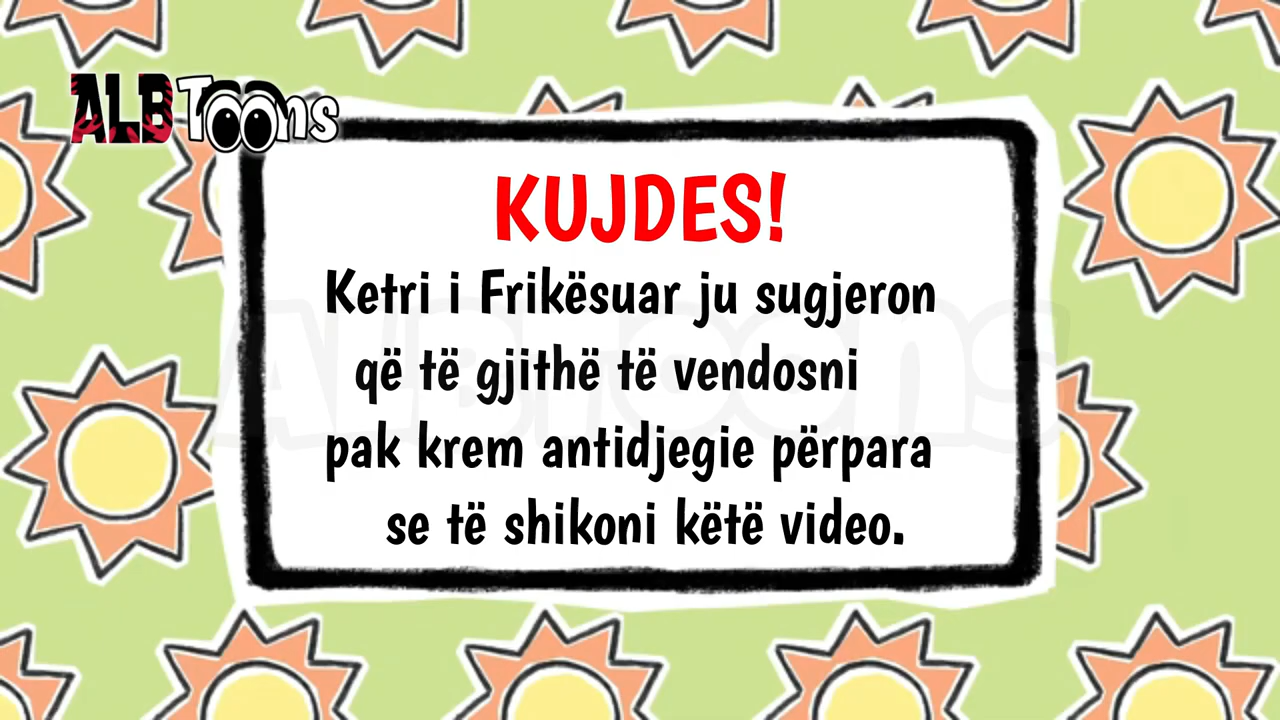 ALBToons
KUJDES!
Ketri i Frikësuar ju sugjeron
që të gjithë të vendosni
pak krem antidjegie përpara
se të shikoni këtë video.
ALBToons